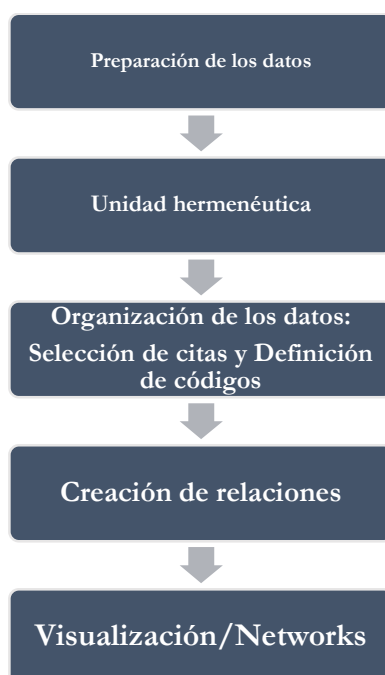 Preparación de los datos
Unidad hermenéutica
Organización de los datos:
Selección de citas y Definición
de códigos
Creación de relaciones
Visualización/Networks